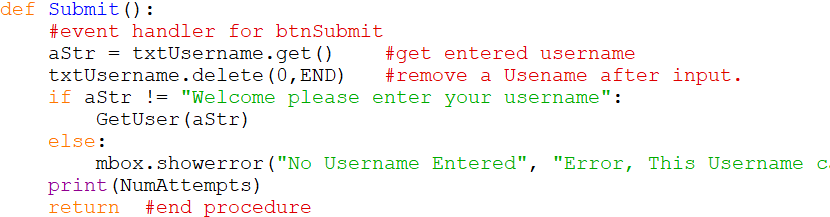 def Submit():
    #event handler for btnSubmit
    aStr = txtUsername.get()    #get entered username
    txtUsername.delete(0,END)   #remove a Usename after input.
    if aStr != "Welcome please enter your username":
        GetUser(aStr)
    else:
        mbox.showerror("No Username Entered", "Error, This Username
    print(NumAttempts)
    return  #end procedure